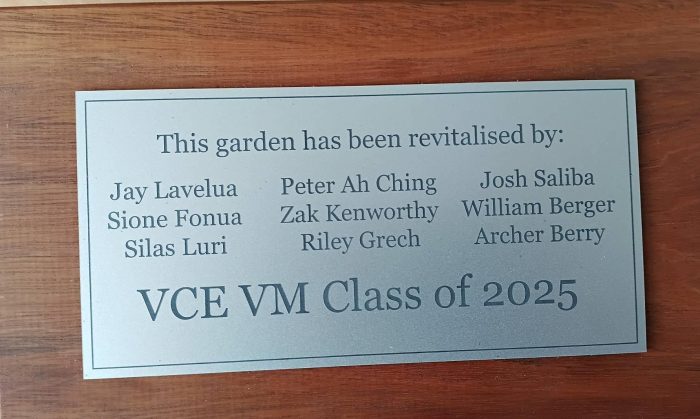 This garden has been revitalised by:
Jay Lavelua Peter Ah Ching Josh Saliba
Sione Fonua Zak Kenworthy William Berger
Silas Luri Riley Grech Archer Berry
VCE VM Class of 2025